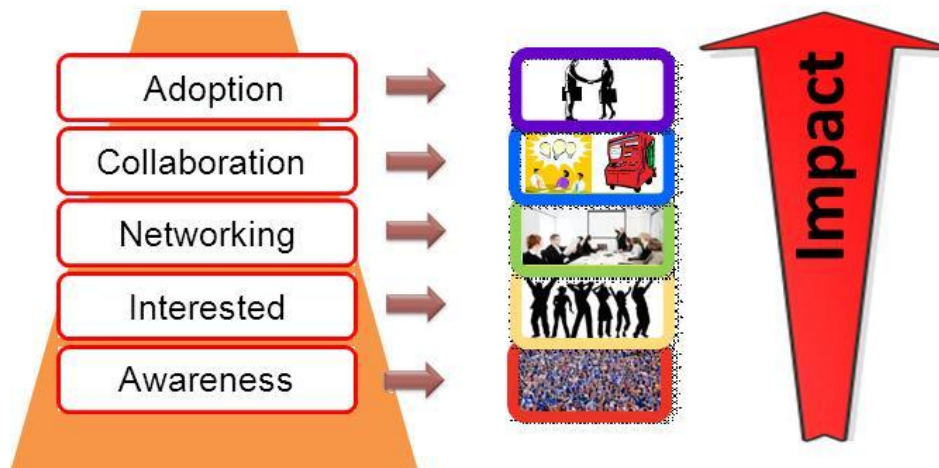 Adoption
Collaboration
Networking
Interested
Awareness
Impact